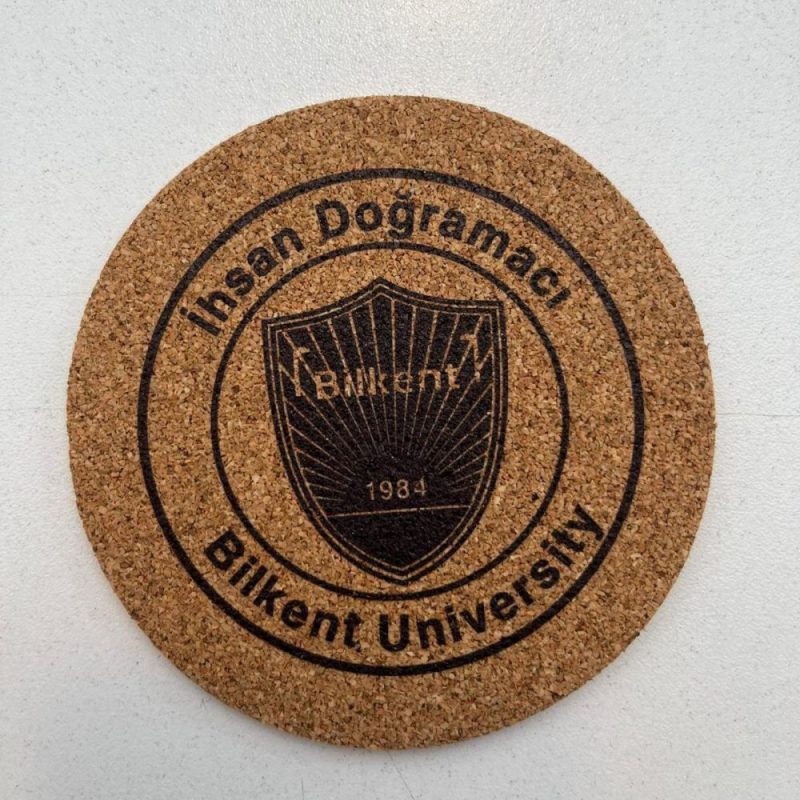 İhsan Doğramacı
Bilkent
1984
Bilkent University